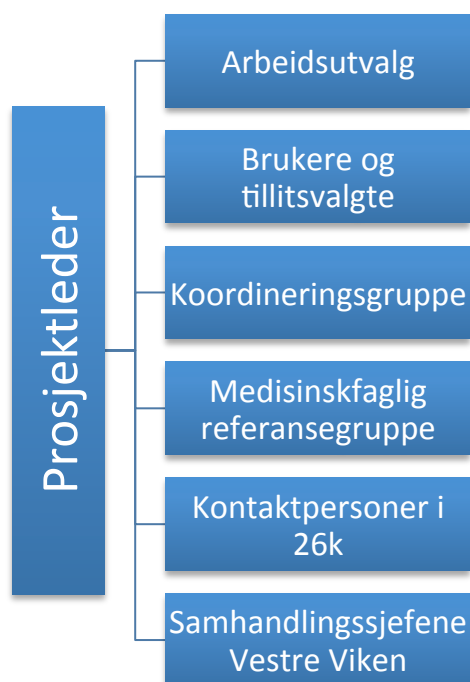 Prosjektleder
Arbeidsutvalg
Brukere og
tillitsvalgte
Koordineringsgruppe
Medisinskfaglig
referansegruppe
Kontaktpersoner i
26k
Samhandlingssjefene
Vestre Viken